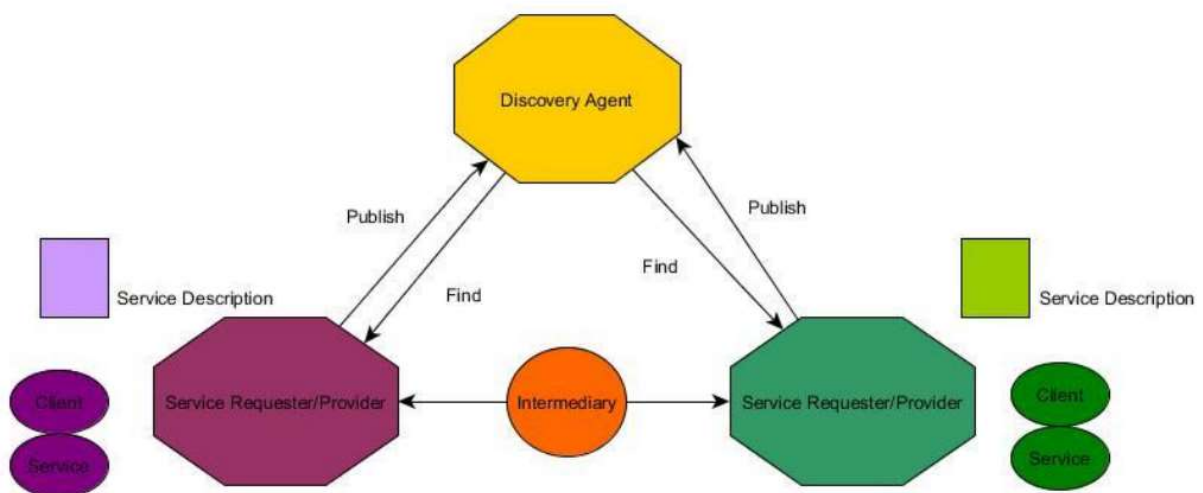 Discovery Agent
Publish
Publish
Find
Find
Service Description
Service Description
Client
Service Requester/Provider
Intermediary
Service Requester/Provider
Client
Service
Service